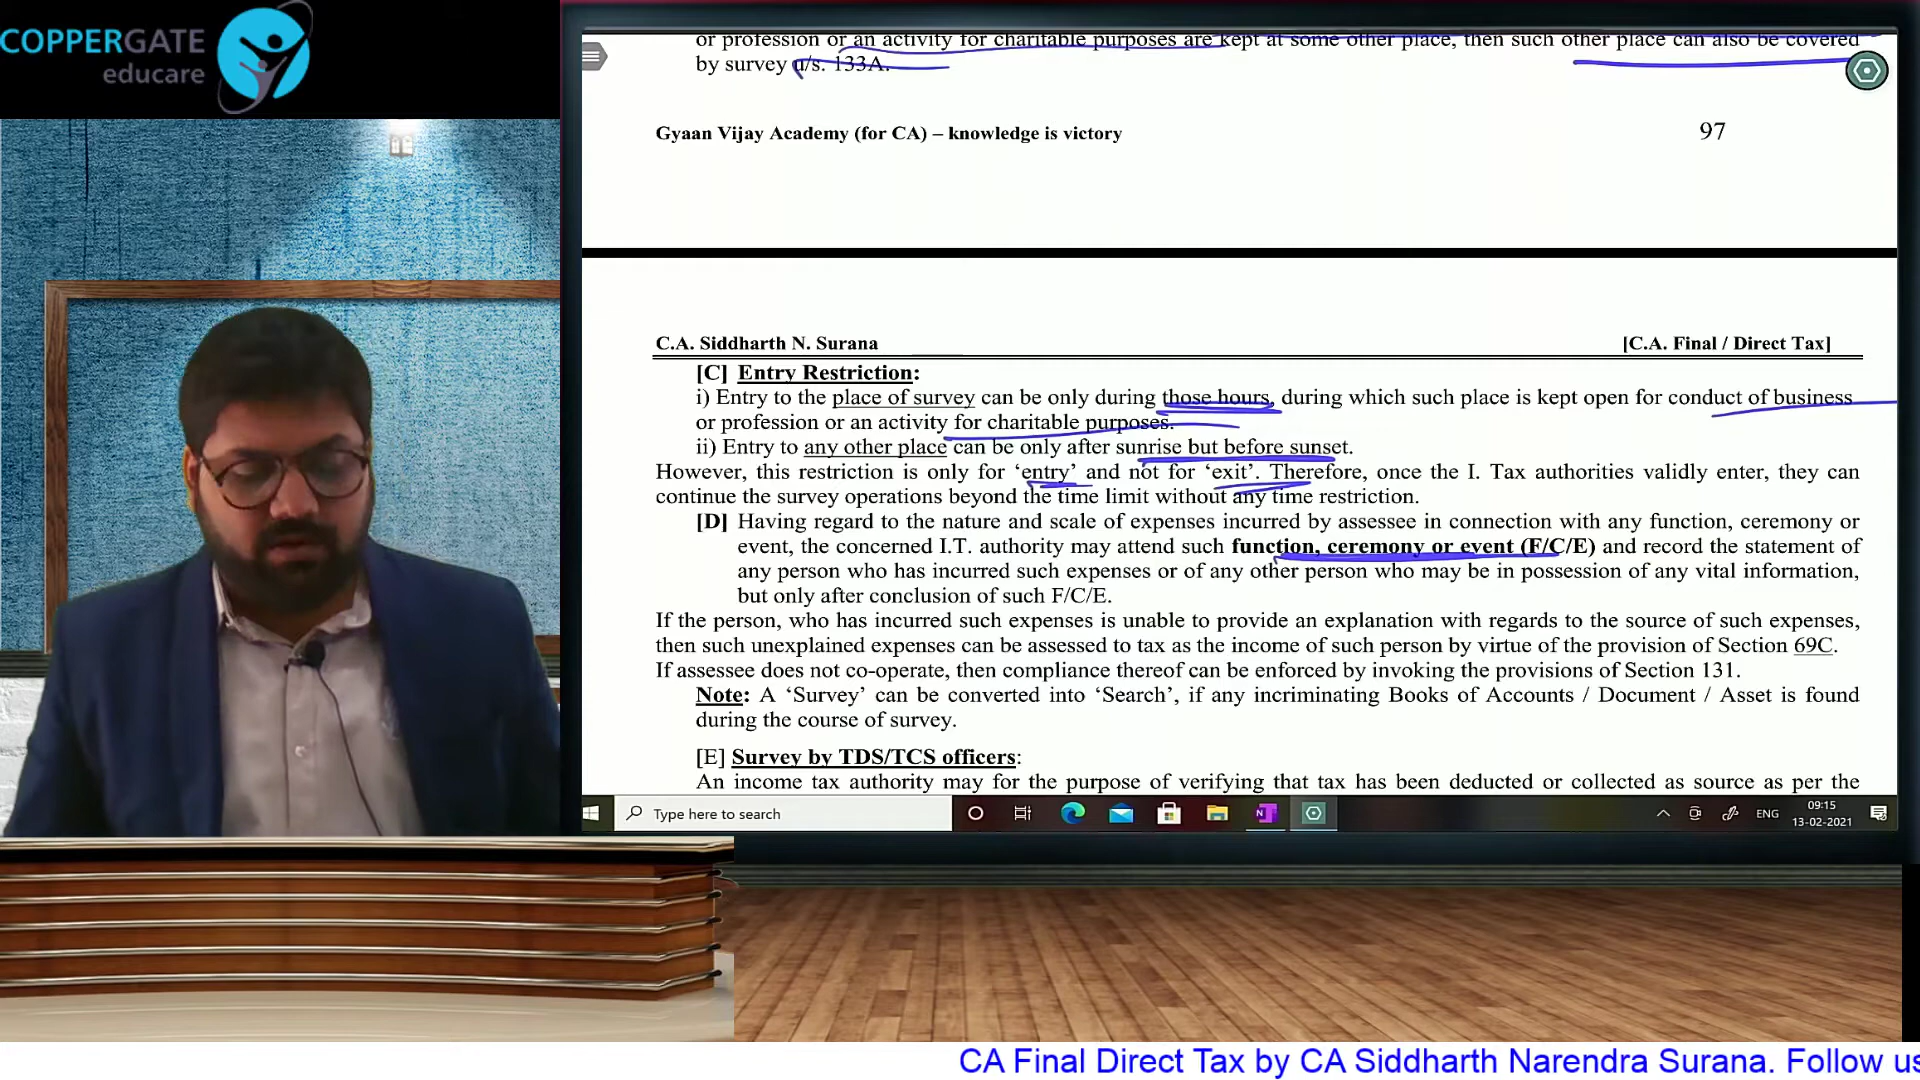 COPPERGATE
educare
or profession or an activity for charitable purposes are kept at some other place, then such other place can also be covered
by survey u/s. 133A.
Gyaan Vijay Academy (for CA) – knowledge is victory
97
C.A. Siddharth N. Surana
[C.A. Final / Direct Tax]
[C] Entry Restriction:
i) Entry to the place of survey can be only during those hours, during which such place is kept open for conduct of business
or profession or an activity for charitable purposes.
ii) Entry to any other place can be only after sunrise but before sunset.
However, this restriction is only for ‘entry’ and not for ‘exit’. Therefore, once the I. Tax authorities validly enter, they can
continue the survey operations beyond the time limit without any time restriction.
[D] Having regard to the nature and scale of expenses incurred by assessee in connection with any function, ceremony or
event, the concerned I.T. authority may attend such function, ceremony or event (F/C/E) and record the statement of
any person who has incurred such expenses or of any other person who may be in possession of any vital information,
but only after conclusion of such F/C/E.
If the person, who has incurred such expenses is unable to provide an explanation with regards to the source of such expenses,
then such unexplained expenses can be assessed to tax as the income of such person by virtue of the provision of Section 69C.
If assessee does not co-operate, then compliance thereof can be enforced by invoking the provisions of Section 131.
Note: A ‘Survey’ can be converted into ‘Search’, if any incriminating Books of Accounts / Document / Asset is found
during the course of survey.
[E] Survey by TDS/TCS officers:
An income tax authority may for the purpose of verifying that tax has been deducted or collected as source as per the
Type here to search
ENG
09:15
13-02-2021
CA Final Direct Tax by CA Siddharth Narendra Surana. Follow us